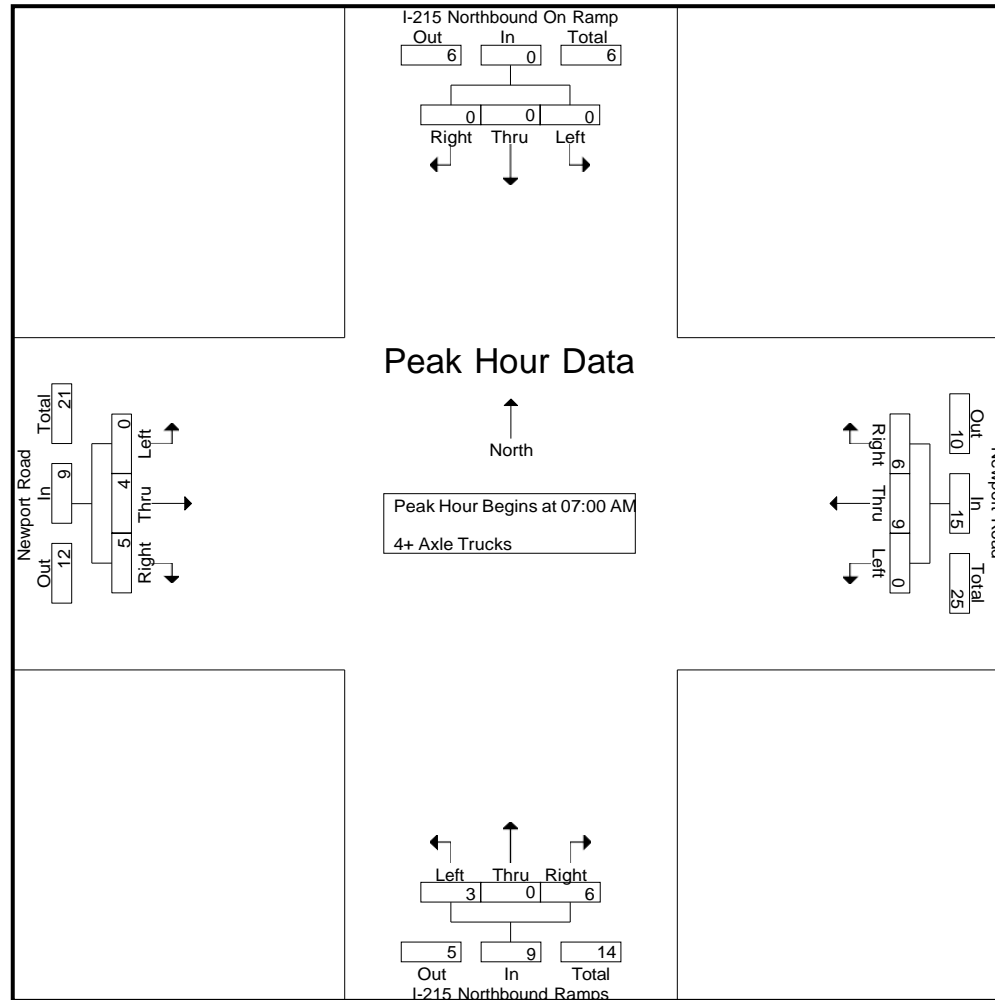 I-215 Northbound On Ramp
Out In Total
6 0 6
0 0 0
Right Thru Left
Peak Hour Data
North
Peak Hour Begins at 07:00 AM
4+ Axle Trucks
Newport Road
Out In Total
12 9 21
Right Thru Left
5 4 0
Newport Road
Out In Total
10 15 25
Right Thru Left
6 9 0
Left Thru Right
3 0 6
5 9 14
Out In Total
I-215 Northbound Ramps